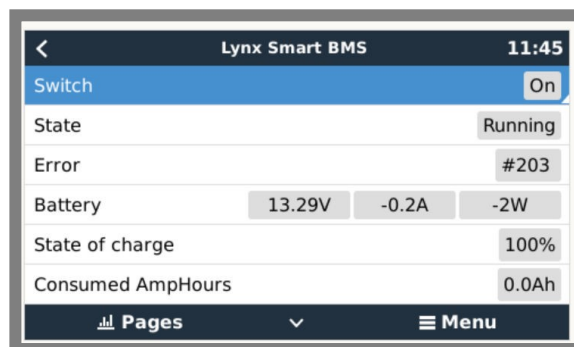 Lynx Smart BMS 11:45
Switch On
State Running
Error #203
Battery 13.29V -0.2A -2W
State of charge 100%
Consumed AmpHours 0.0Ah
Pages Menu